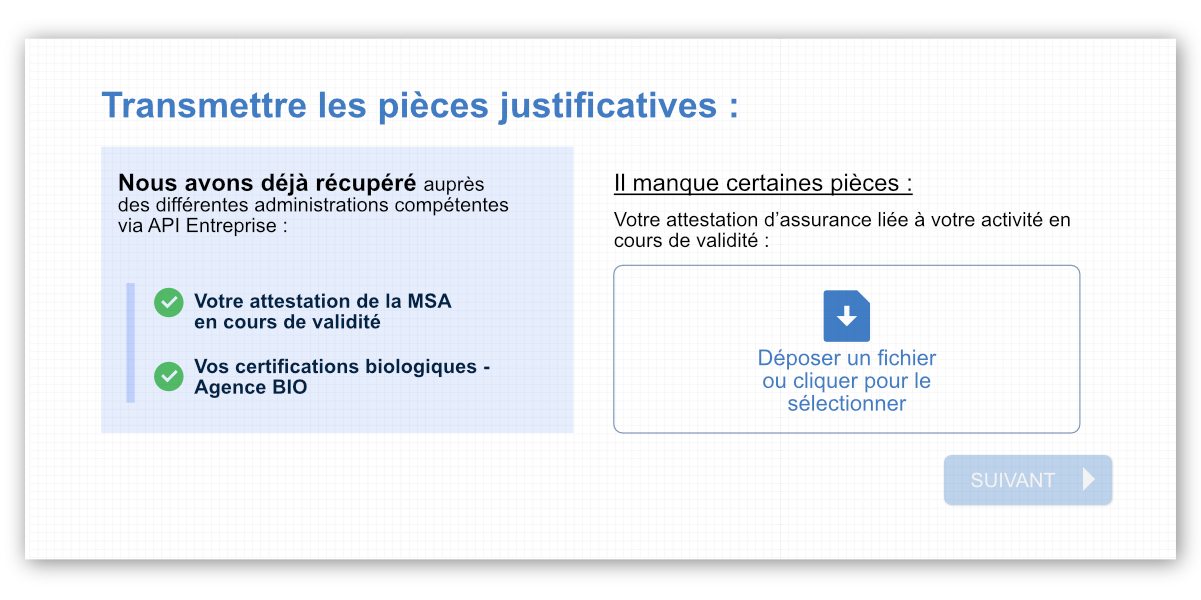 Transmettre les pièces justificatives :
Nous avons déjà récupéré auprès
des différentes administrations compétentes
via API Entreprise :
Votre attestation de la MSA
en cours de validité
Vos certifications biologiques -
Agence BIO
Il manque certaines pièces :
Votre attestation d’assurance liée à votre activité en
cours de validité :
Déposer un fichier
ou cliquer pour le
sélectionner
SUIVANT